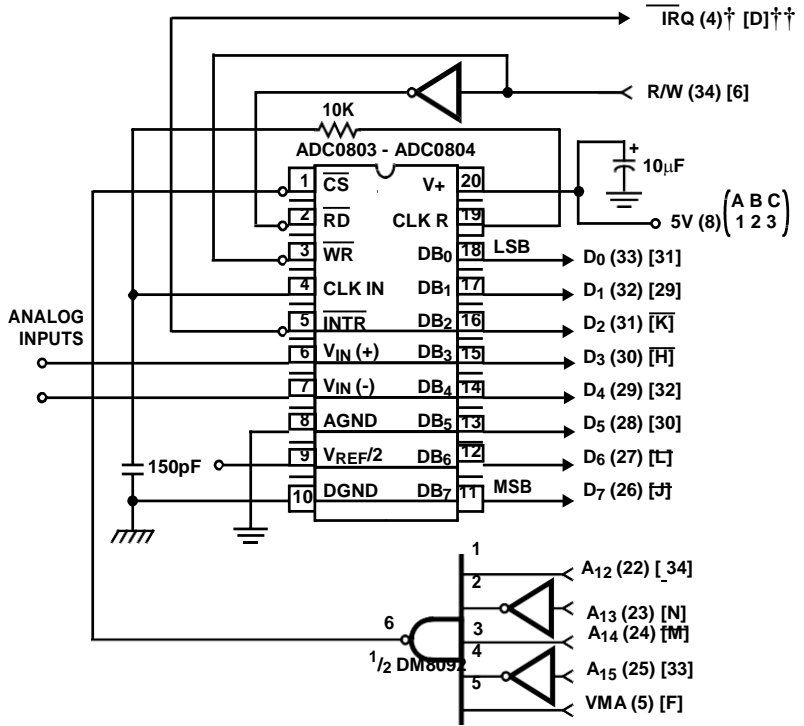 IRQ (4)† [D]††
R/W (34) [6]
10K
ADC0803 - ADC0804
+
10µF
1 CS V+ 20
5V (8) (A B C
1 2 3)
2 RD CLK R 19
3 WR DB0 18 LSB D0 (33) [31]
4 CLK IN DB1 17 D1 (32) [29]
ANALOG
INPUTS
5 INTR DB2 16 D2 (31) [K]
6 VIN (+) DB3 15 D3 (30) [H]
7 VIN (-) DB4 14 D4 (29) [32]
8 AGND DB5 13 D5 (28) [30]
150pF
9 VREF/2 DB6 12 D6 (27) [L]
10 DGND DB7 11 MSB D7 (26) [J]
1 A12 (22) [ 34]
2 A13 (23) [N]
3 A14 (24) [M]
4 A15 (25) [33]
5 VMA (5) [F]
6
1/2 DM8092